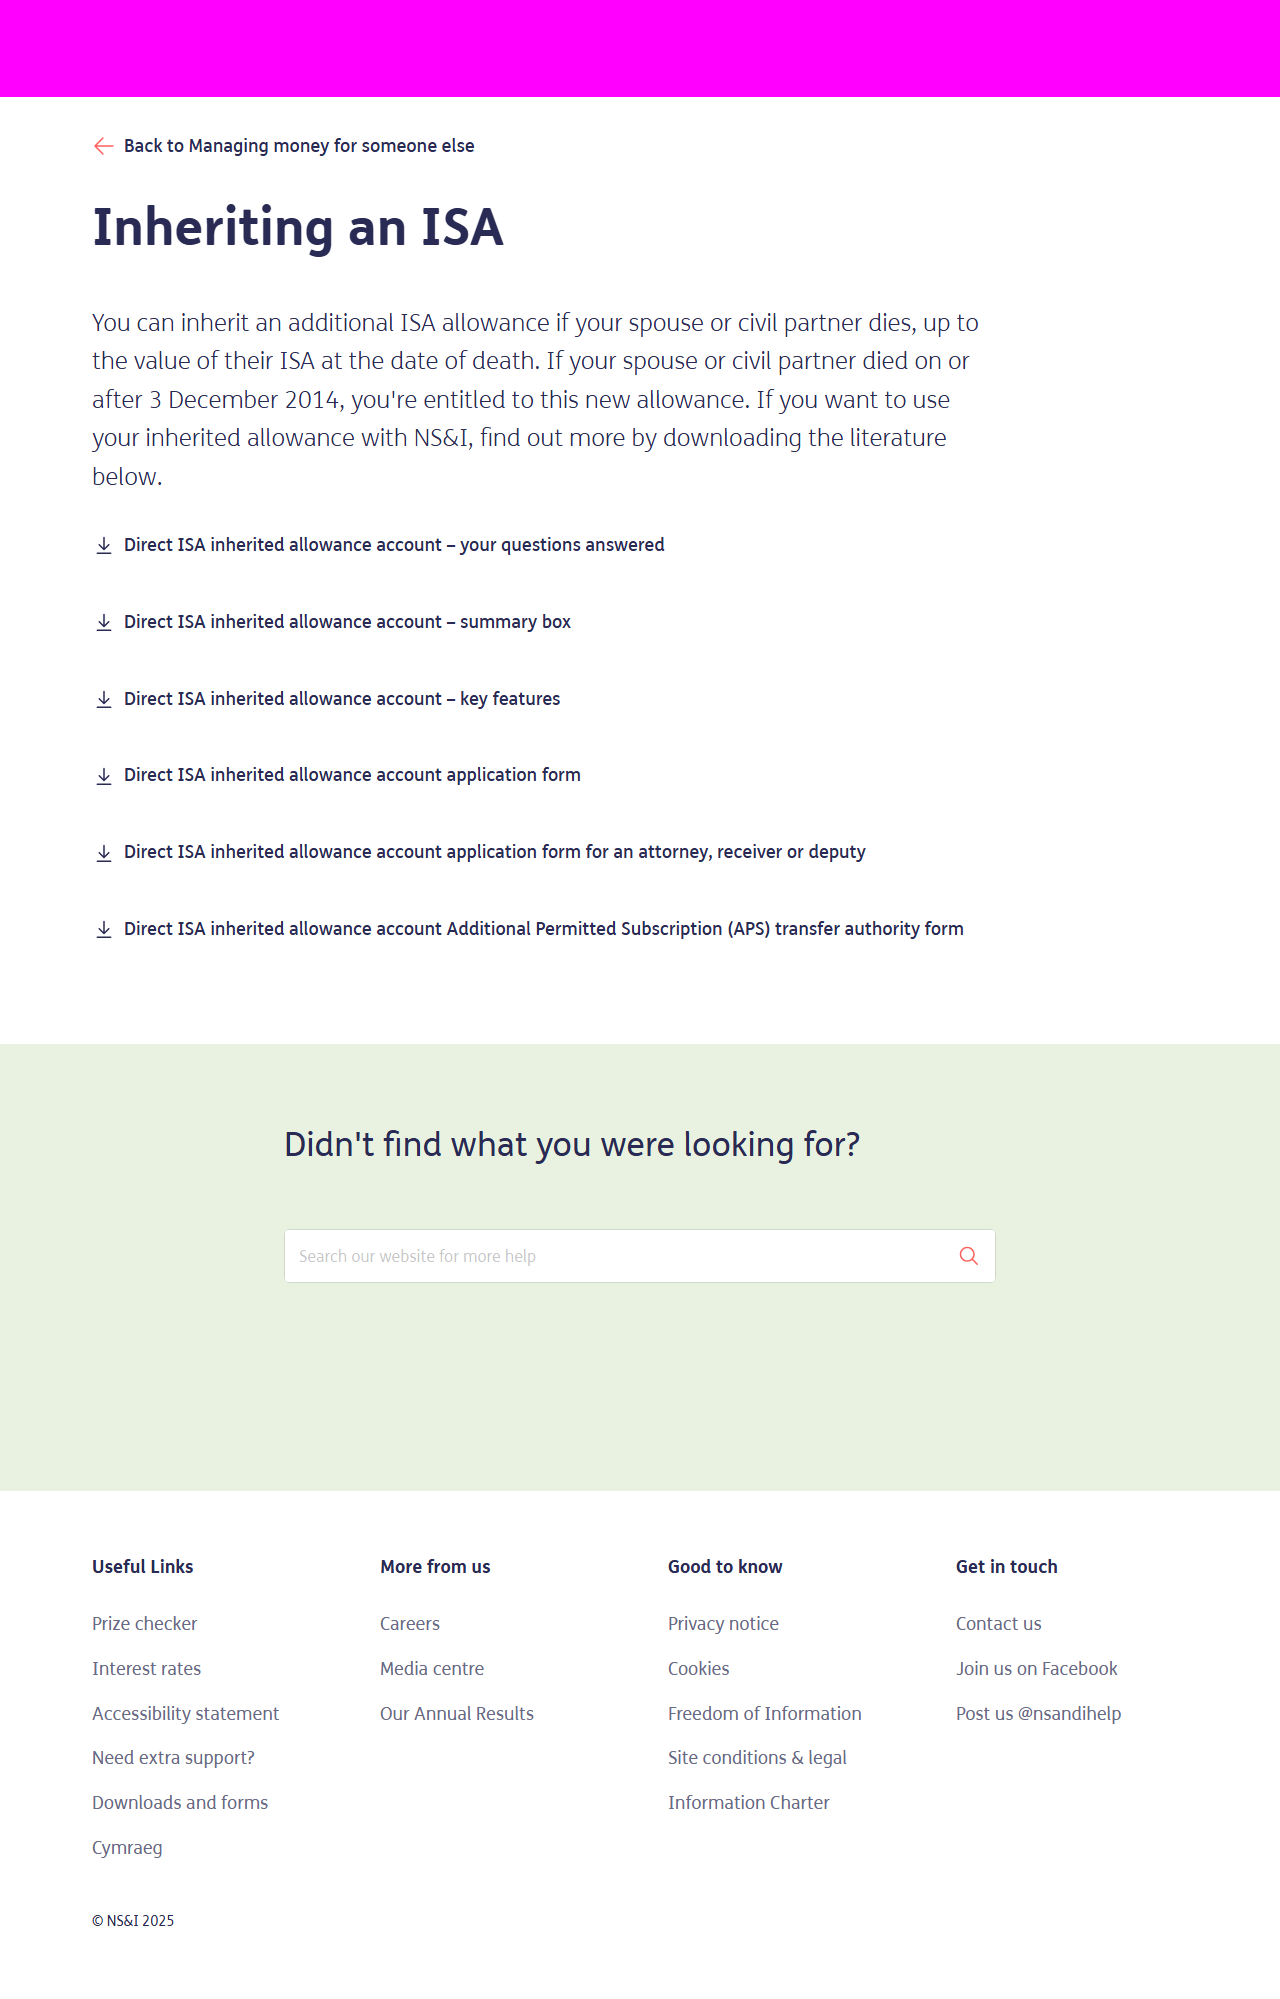 Back to Managing money for someone else
Inheriting an ISA
You can inherit an additional ISA allowance if your spouse or civil partner dies, up to
the value of their ISA at the date of death. If your spouse or civil partner died on or
after 3 December 2014, you're entitled to this new allowance. If you want to use
your inherited allowance with NS&I, find out more by downloading the literature
below.
Direct ISA inherited allowance account – your questions answered
Direct ISA inherited allowance account – summary box
Direct ISA inherited allowance account – key features
Direct ISA inherited allowance account application form
Direct ISA inherited allowance account application form for an attorney, receiver or deputy
Direct ISA inherited allowance account Additional Permitted Subscription (APS) transfer authority form
Didn't find what you were looking for?
Search our website for more help
Useful Links
Prize checker
Interest rates
Accessibility statement
Need extra support?
Downloads and forms
Cymraeg
More from us
Careers
Media centre
Our Annual Results
Good to know
Privacy notice
Cookies
Freedom of Information
Site conditions & legal
Information Charter
Get in touch
Contact us
Join us on Facebook
Post us @nsandihelp
© NS&I 2025